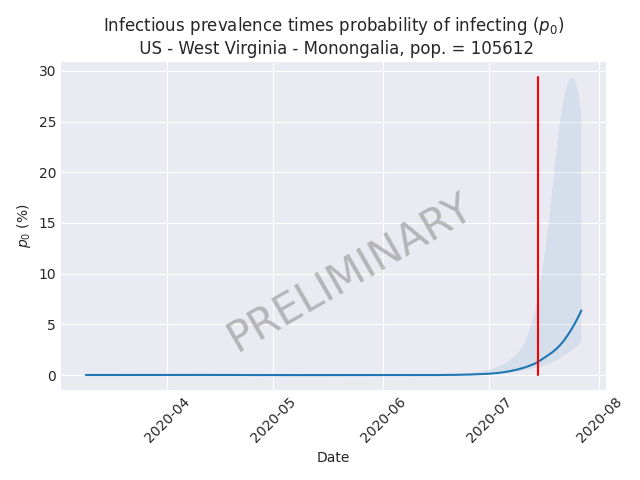 Infectious prevalence times probability of infecting (p₀)
US - West Virginia - Monongalia, pop. = 105612
30
25
20
15
10
5
0
p₀ (%)
PRELIMINARY
2020-04
2020-05
2020-06
2020-07
2020-08
Date